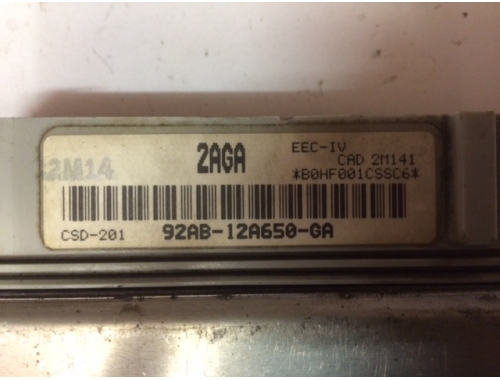 2AGA
EEC-IV
CAD 2M141
*B0HF001CSSC6*
2M14
CSD-201
92AB-12A650-GA